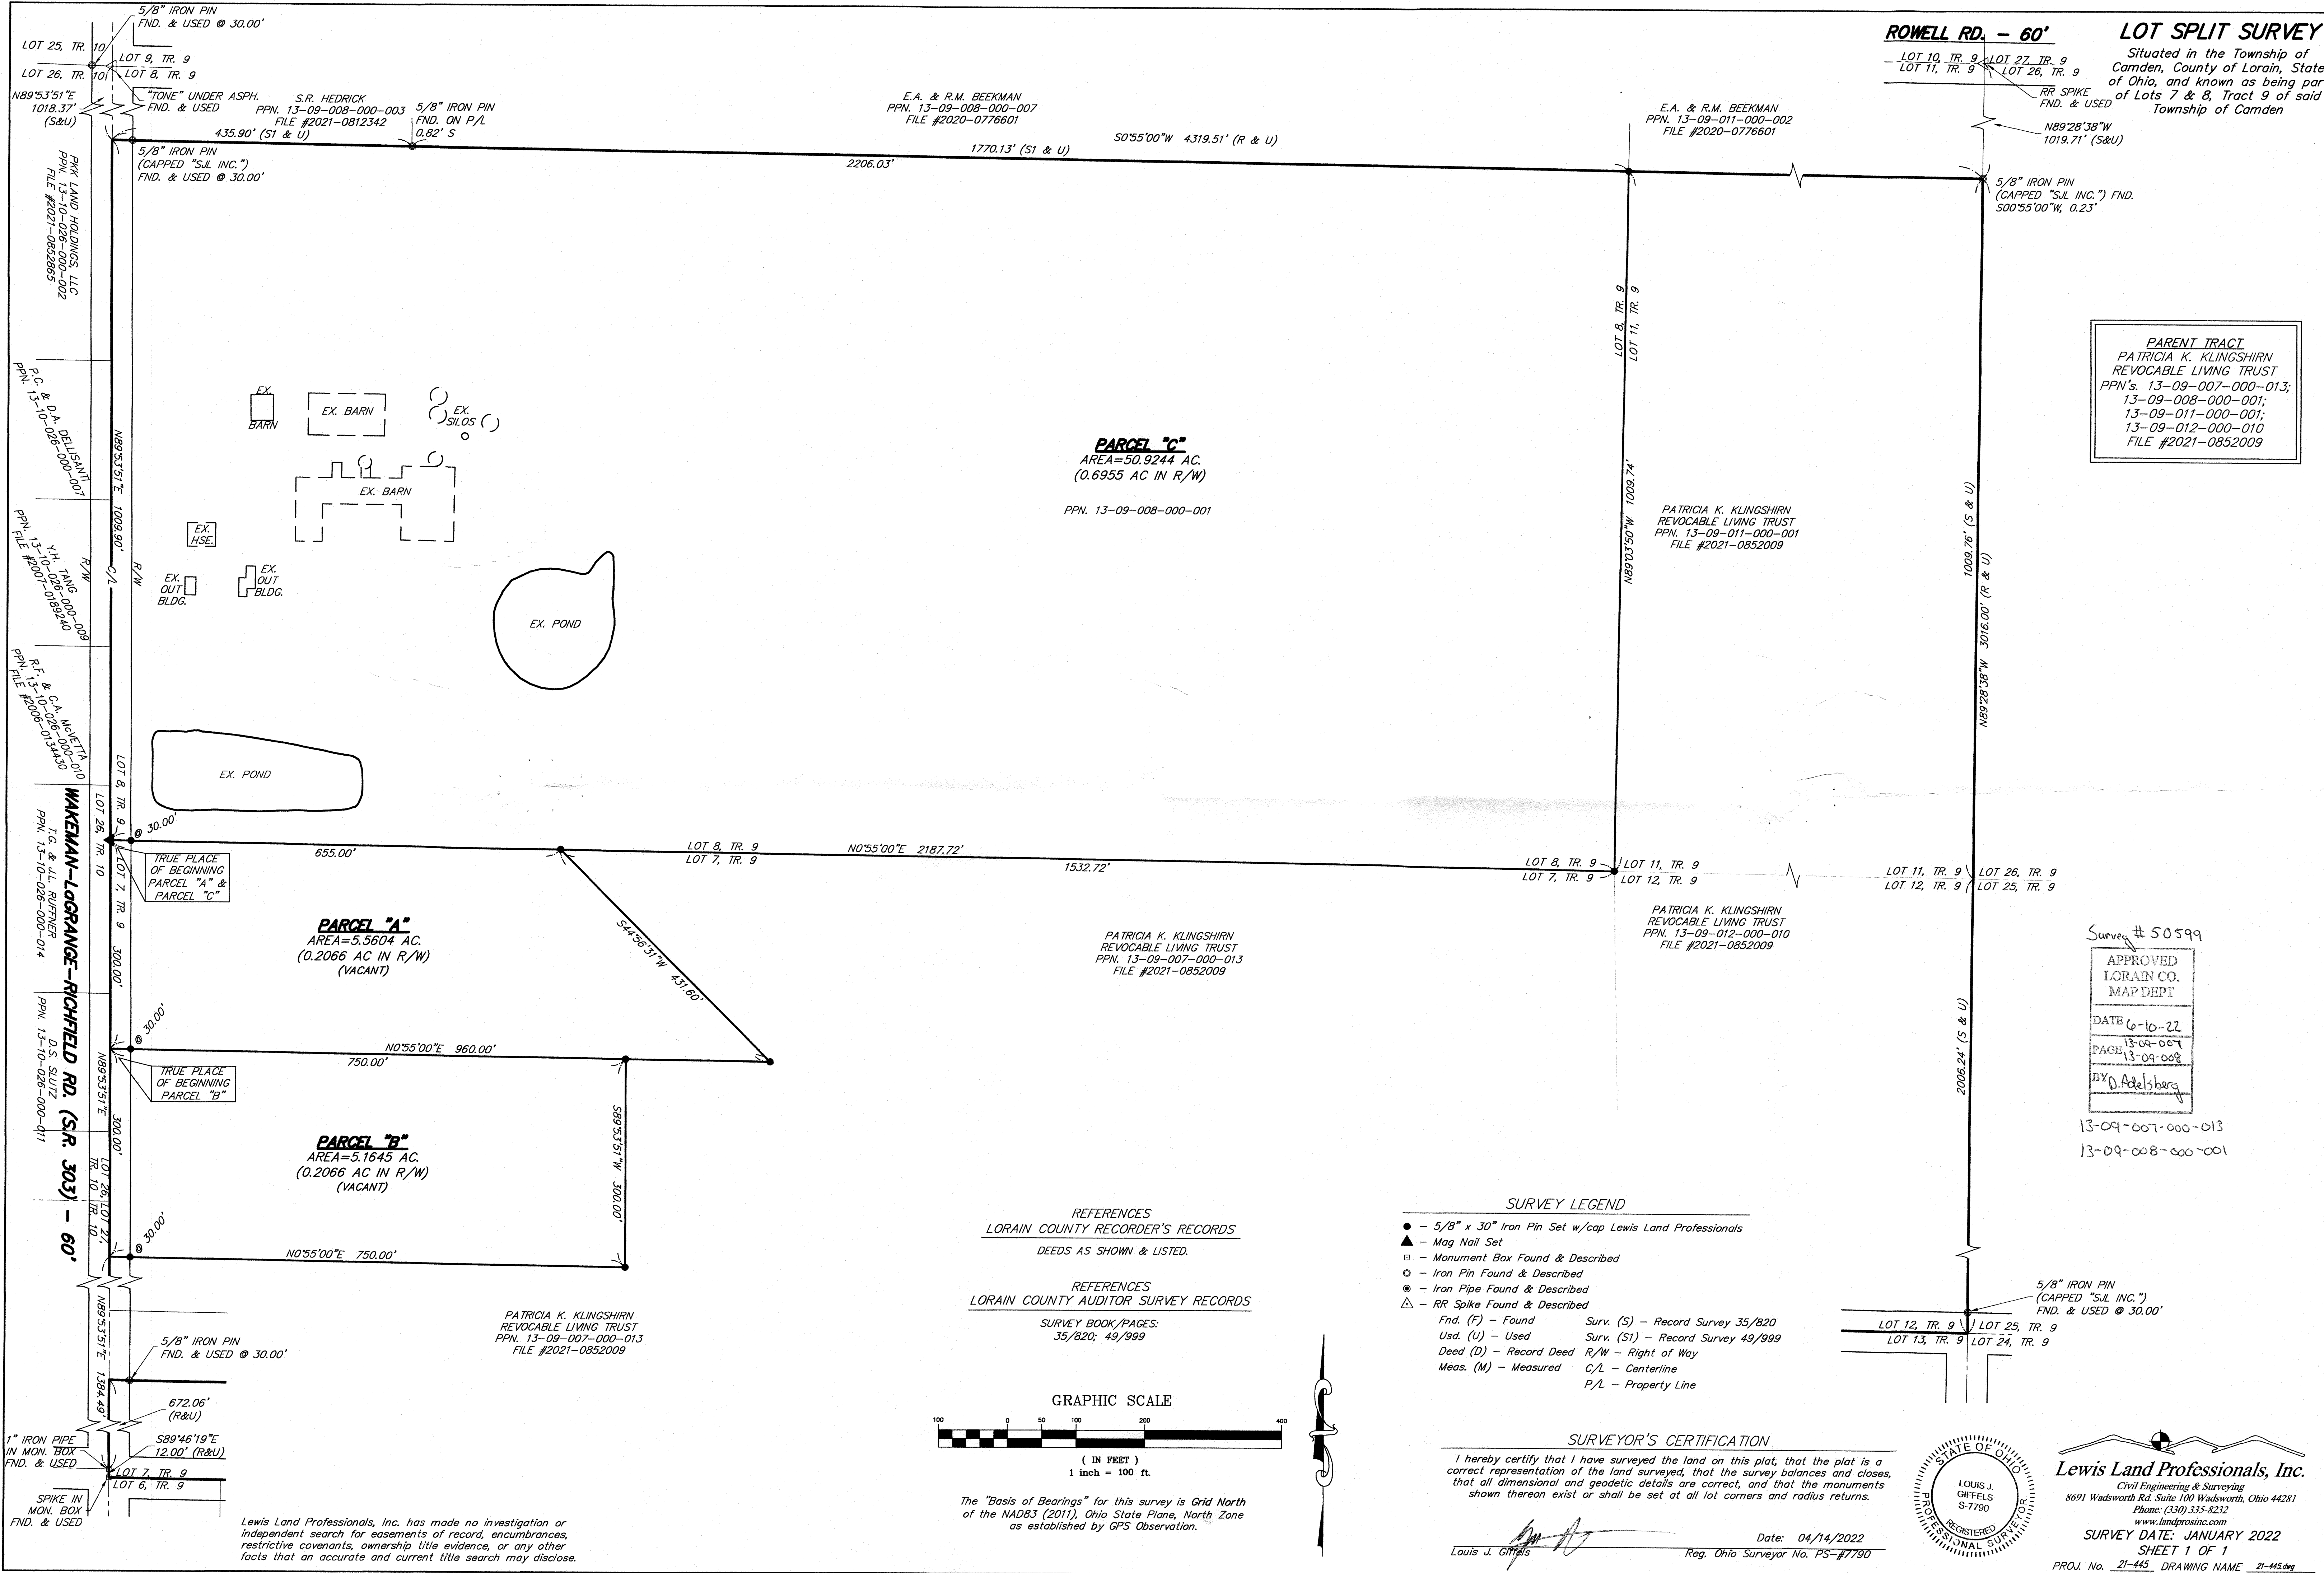 5/8" IRON PIN
FND. & USED @ 30.00'
LOT 25, TR. 10
LOT 26, TR. 10
LOT 9, TR. 9
LOT 8, TR. 9
N89°53'51"E
1018.37'
(S&U)
"TONE" UNDER ASPH.
FND. & USED
S.R. HEDRICK
PPN. 13-09-008-000-003
FILE #2021-0812342
435.90' (S1 & U)
5/8" IRON PIN
FND. ON P/L
0.82' S
5/8" IRON PIN
(CAPPED "SJL INC.")
FND. & USED @ 30.00'
E.A. & R.M. BEEKMAN
PPN. 13-09-008-000-007
FILE #2020-0776601
1770.13' (S1 & U)
S0°55'00"W 4319.51' (R & U)
2206.03'
E.A. & R.M. BEEKMAN
PPN. 13-09-011-000-002
FILE #2020-0776601
ROWELL RD. - 60'
LOT 10, TR. 9
LOT 11, TR. 9
LOT 27, TR. 9
LOT 26, TR. 9
RR SPIKE
FND. & USED
N89°28'38"W
1019.71' (S&U)
5/8" IRON PIN
(CAPPED "SJL INC.") FND.
S00°55'00"W, 0.23'
LOT SPLIT SURVEY
Situated in the Township of
Camden, County of Lorain, State
of Ohio, and known as being par
of Lots 7 & 8, Tract 9 of said
Township of Camden
PARENT TRACT
PATRICIA K. KLINGSHIRN
REVOCABLE LIVING TRUST
PPN's. 13-09-007-000-013;
13-09-008-000-001;
13-09-011-000-001;
13-09-012-000-010
FILE #2021-0852009
PKK LAND HOLDINGS, LLC
PPN. 13-10-026-000-002
FILE #2021-0852865
P.C. & D.A. DELLISANTI
PPN. 13-10-026-000-007
Y.H. TANG
PPN. 13-10-026-000-009
FILE #2007-0189240
R.F. & C.A. McVETTA
PPN. 13-10-026-000-010
FILE #2006-0134430
T.G. & J.L. RUFFNER
PPN. 13-10-026-000-014
D.S. SLUTZ
PPN. 13-10-026-000-011
WAKEMAN-LaGRANGE-RICHFIELD RD. (S.R. 303) - 60'
N89°53'51"E 1009.90'
R/W
C/L
R/W
LOT 8, TR. 9
LOT 7, TR. 9
LOT 26, TR. 10
300.00'
N89°53'51"E 300.00'
LOT 26, TR. 10
LOT 27, TR. 10
N89°53'51"E 1384.49'
EX.
BARN
EX. BARN
EX.
SILOS
EX. BARN
EX.
HSE.
EX.
OUT
BLDG.
EX.
OUT
BLDG.
EX. POND
EX. POND
PARCEL "C"
AREA=50.9244 AC.
(0.6955 AC IN R/W)
PPN. 13-09-008-000-001
LOT 8, TR. 9
LOT 11, TR. 9
N89°03'50"W 1009.74'
PATRICIA K. KLINGSHIRN
REVOCABLE LIVING TRUST
PPN. 13-09-011-000-001
FILE #2021-0852009
1009.76' (S & U)
N89°28'38"W 3016.00' (R & U)
2006.24' (S & U)
@ 30.00'
655.00'
LOT 8, TR. 9
LOT 7, TR. 9
N0°55'00"E 2187.72'
1532.72'
LOT 8, TR. 9
LOT 7, TR. 9
LOT 11, TR. 9
LOT 12, TR. 9
LOT 11, TR. 9
LOT 12, TR. 9
LOT 26, TR. 9
LOT 25, TR. 9
TRUE PLACE
OF BEGINNING
PARCEL "A" &
PARCEL "C"
PARCEL "A"
AREA=5.5604 AC.
(0.2066 AC IN R/W)
(VACANT)
S44°56'31"W 431.60'
PATRICIA K. KLINGSHIRN
REVOCABLE LIVING TRUST
PPN. 13-09-007-000-013
FILE #2021-0852009
PATRICIA K. KLINGSHIRN
REVOCABLE LIVING TRUST
PPN. 13-09-012-000-010
FILE #2021-0852009
@ 30.00'
N0°55'00"E 960.00'
750.00'
TRUE PLACE
OF BEGINNING
PARCEL "B"
PARCEL "B"
AREA=5.1645 AC.
(0.2066 AC IN R/W)
(VACANT)
S89°53'51"W 300.00'
@ 30.00'
N0°55'00"E 750.00'
PATRICIA K. KLINGSHIRN
REVOCABLE LIVING TRUST
PPN. 13-09-007-000-013
FILE #2021-0852009
5/8" IRON PIN
FND. & USED @ 30.00'
672.06'
(R&U)
S89°46'19"E
12.00' (R&U)
1" IRON PIPE
IN MON. BOX
FND. & USED
LOT 7, TR. 9
LOT 6, TR. 9
SPIKE IN
MON. BOX
FND. & USED
Lewis Land Professionals, Inc. has made no investigation or
independent search for easements of record, encumbrances,
restrictive covenants, ownership title evidence, or any other
facts that an accurate and current title search may disclose.
REFERENCES
LORAIN COUNTY RECORDER'S RECORDS
DEEDS AS SHOWN & LISTED.
REFERENCES
LORAIN COUNTY AUDITOR SURVEY RECORDS
SURVEY BOOK/PAGES:
35/820; 49/999
GRAPHIC SCALE
100 0 50 100 200 400
( IN FEET )
1 inch = 100 ft.
The "Basis of Bearings" for this survey is Grid North
of the NAD83 (2011), Ohio State Plane, North Zone
as established by GPS Observation.
SURVEY LEGEND
- 5/8" x 30" Iron Pin Set w/cap Lewis Land Professionals
- Mag Nail Set
- Monument Box Found & Described
- Iron Pin Found & Described
- Iron Pipe Found & Described
- RR Spike Found & Described
Fnd. (F) - Found Surv. (S) - Record Survey 35/820
Usd. (U) - Used Surv. (S1) - Record Survey 49/999
Deed (D) - Record Deed R/W - Right of Way
Meas. (M) - Measured C/L - Centerline
P/L - Property Line
Survey # 50599
APPROVED
LORAIN CO.
MAP DEPT
DATE 6-10-22
PAGE 13-09-007
13-09-008
BY D. Adelsberg
13-09-007-000-013
13-09-008-000-001
5/8" IRON PIN
(CAPPED "SJL INC.")
FND. & USED @ 30.00'
LOT 12, TR. 9
LOT 13, TR. 9
LOT 25, TR. 9
LOT 24, TR. 9
SURVEYOR'S CERTIFICATION
I hereby certify that I have surveyed the land on this plat, that the plat is a
correct representation of the land surveyed, that the survey balances and closes,
that all dimensional and geodetic details are correct, and that the monuments
shown thereon exist or shall be set at all lot corners and radius returns.
Date: 04/14/2022
Louis J. Giffels Reg. Ohio Surveyor No. PS-#7790
STATE OF OHIO
LOUIS J.
GIFFELS
S-7790
REGISTERED
PROFESSIONAL SURVEYOR
Lewis Land Professionals, Inc.
Civil Engineering & Surveying
8691 Wadsworth Rd. Suite 100 Wadsworth, Ohio 44281
Phone: (330) 335-8232
www.landprosinc.com
SURVEY DATE: JANUARY 2022
SHEET 1 OF 1
PROJ. No. 21-445 DRAWING NAME 21-445.dwg